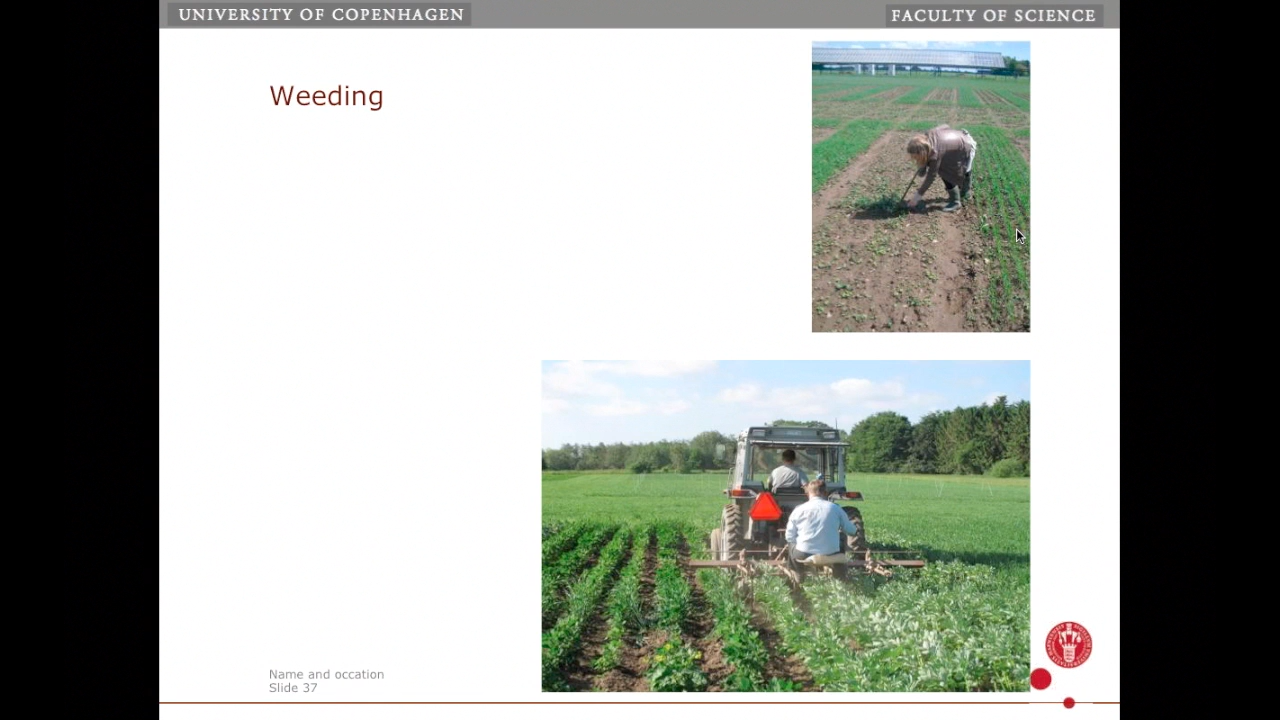 UNIVERSITY OF COPENHAGEN
FACULTY OF SCIENCE
Weeding
Name and occation
Slide 37